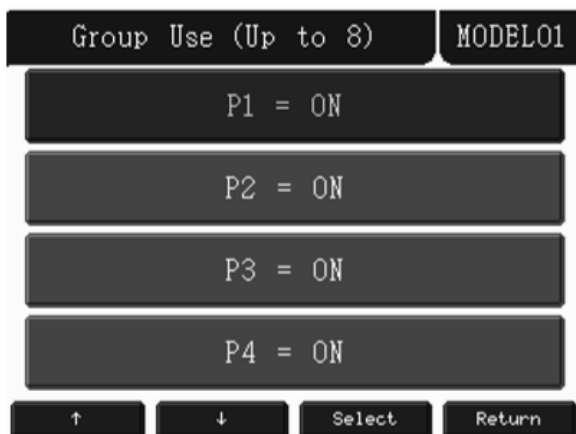 Group Use (Up to 8) MODEL01
P1 = ON
P2 = ON
P3 = ON
P4 = ON
↑ ↓ Select Return